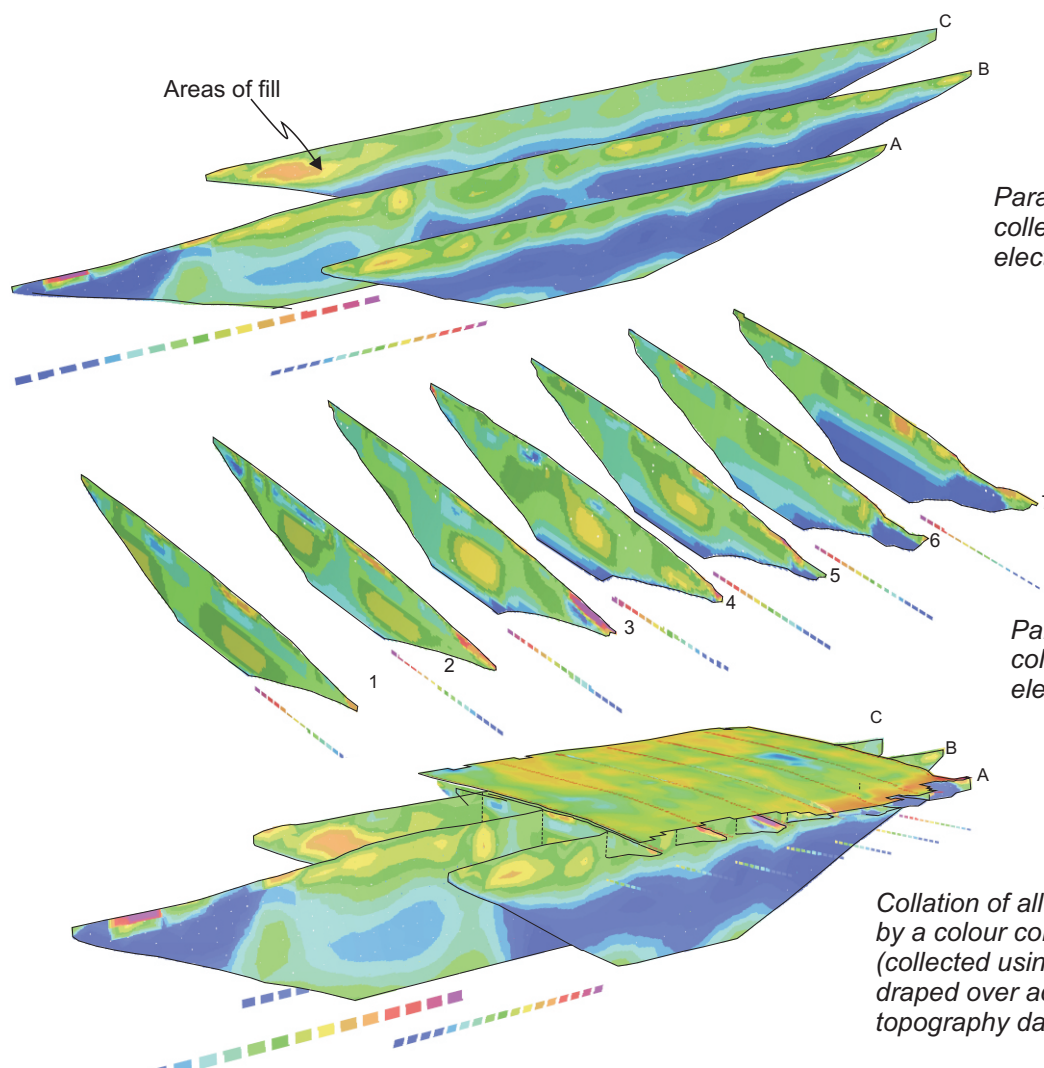 C
Areas of fill
B
A
Para
colle
elect
6
5
4
3
2
1
Pa
col
ele
C
B
A
Collation of all
by a colour co
(collected usin
draped over a
topography da